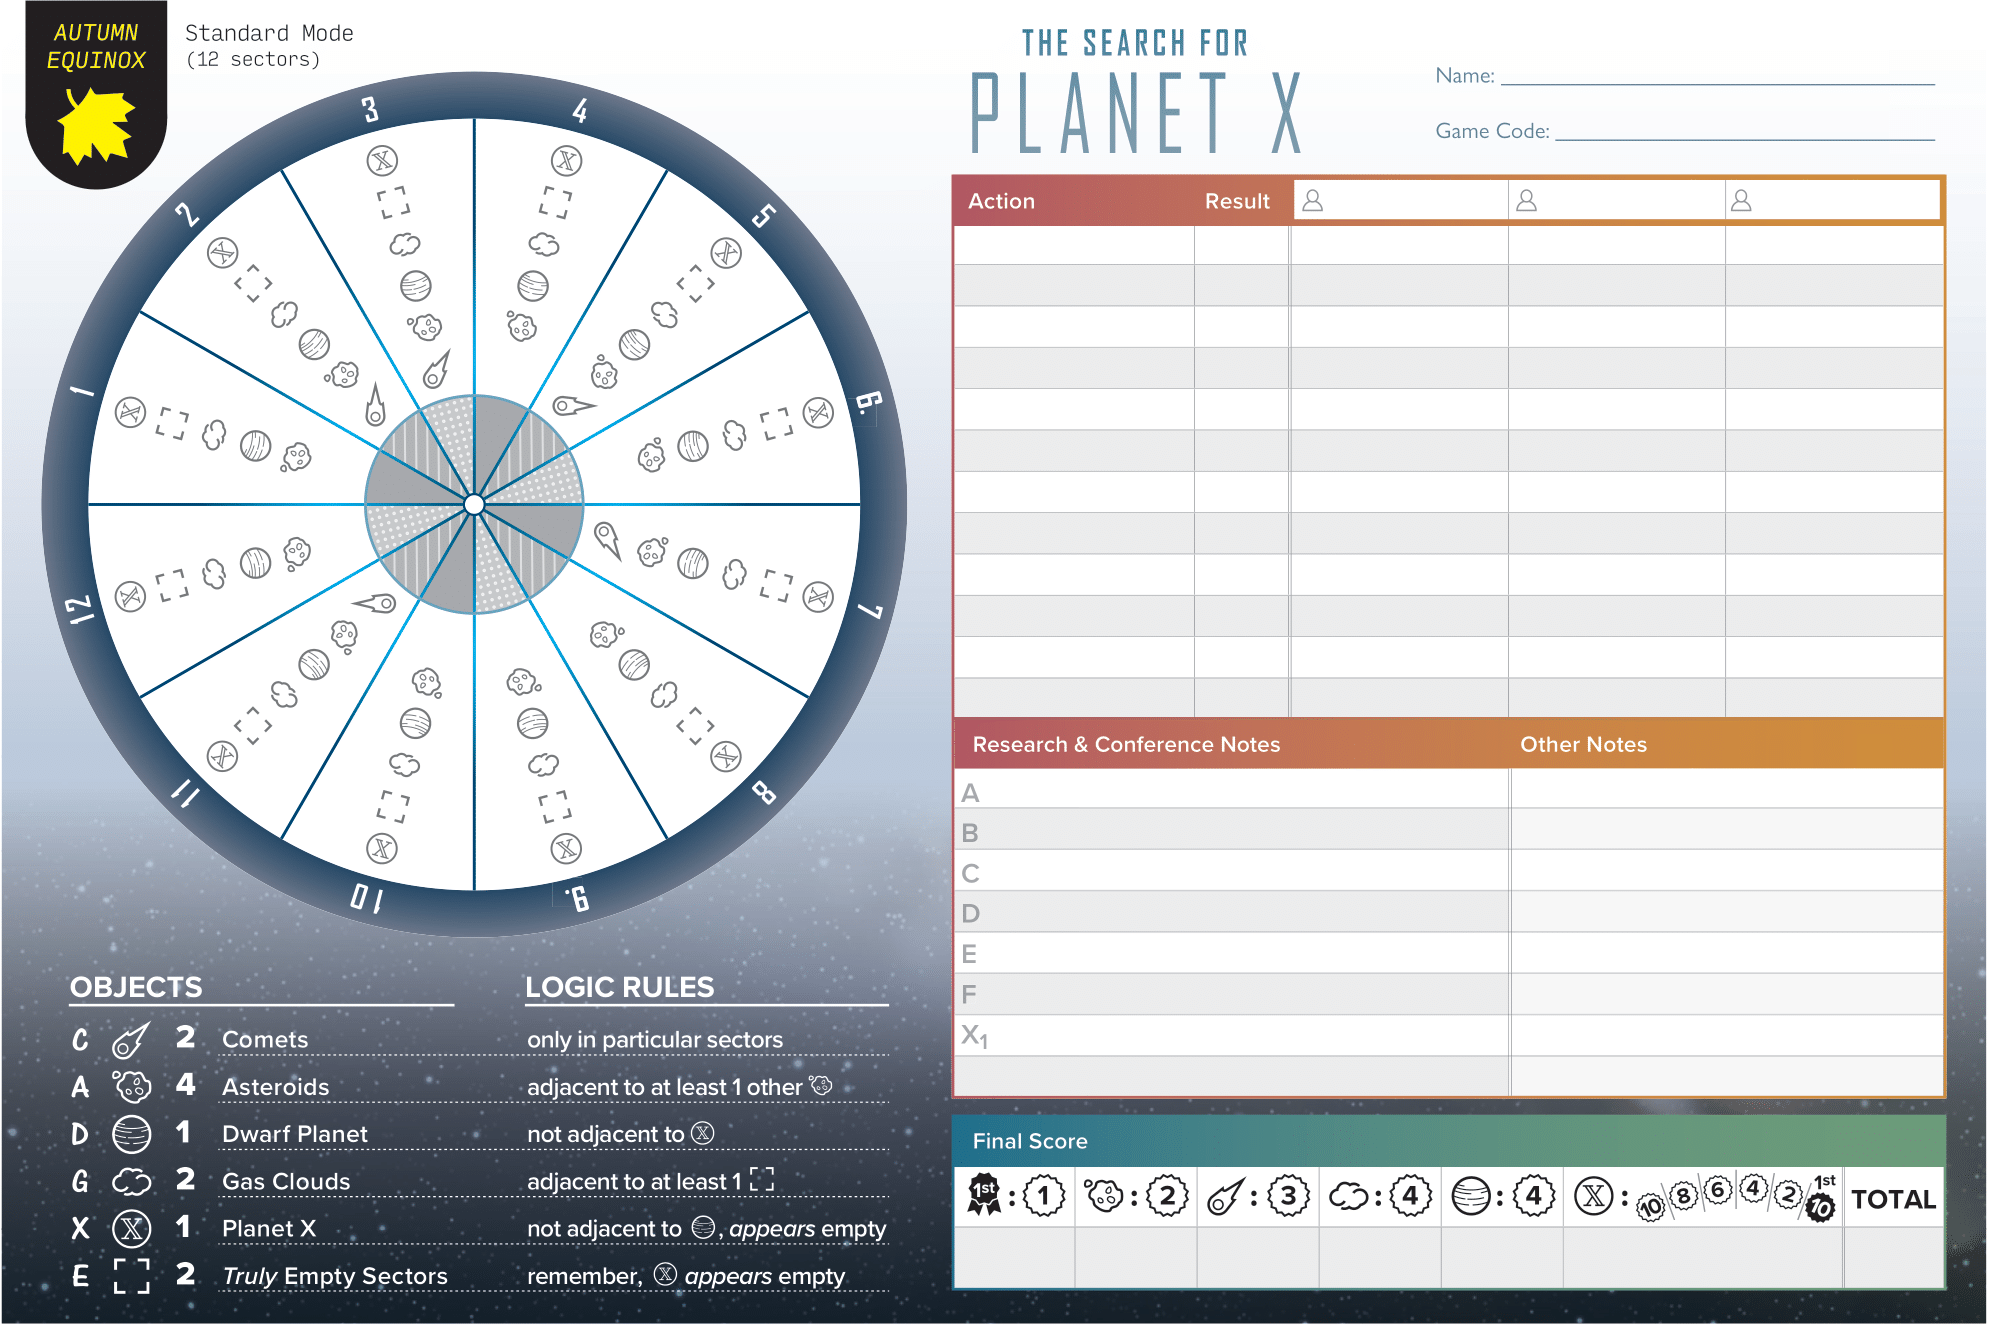 AUTUMN
EQUINOX
Standard Mode
(12 sectors)
3
4
2
5
1
6.
12
7
11
8
10
9.
OBJECTS
C 2 Comets
A 4 Asteroids
D 1 Dwarf Planet
G 2 Gas Clouds
X X 1 Planet X
E 2 Truly Empty Sectors
LOGIC RULES
only in particular sectors
adjacent to at least 1 other
not adjacent to X
adjacent to at least 1
not adjacent to , appears empty
remember, X appears empty
THE SEARCH FOR
PLANET X
Name:
Game Code:
Action Result
Research & Conference Notes Other Notes
A
B
C
D
E
F
X1
Final Score
1st : 1 : 2 : 3 : 4 : 4 X : 10 8 6 4 2 1st 10 TOTAL